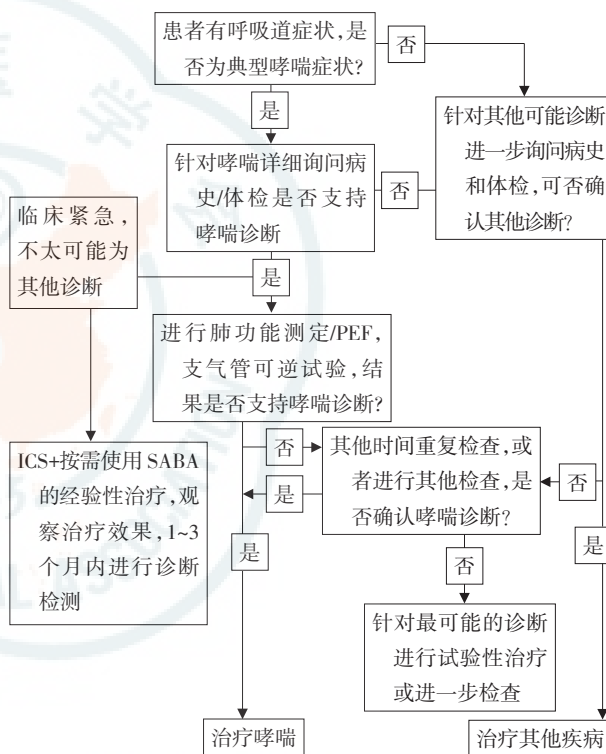 患者有呼吸道症状,是
否为典型哮喘症状?
否
是
针对其他可能诊断
进一步询问病史
和体检,可否确
认其他诊断?
针对哮喘详细询问病
史/体检是否支持
哮喘诊断
否
临床紧急,
不太可能为
其他诊断
是
进行肺功能测定/PEF,
支气管可逆试验,结
果是否支持哮喘诊断?
ICS+按需使用 SABA
的经验性治疗,观
察治疗效果,1~3
个月内进行诊断
检测
否
是
其他时间重复检查,或
者进行其他检查,是
否确认哮喘诊断?
否
是
是
否
针对最可能的诊断
进行试验性治疗
或进一步检查
治疗哮喘
治疗其他疾病